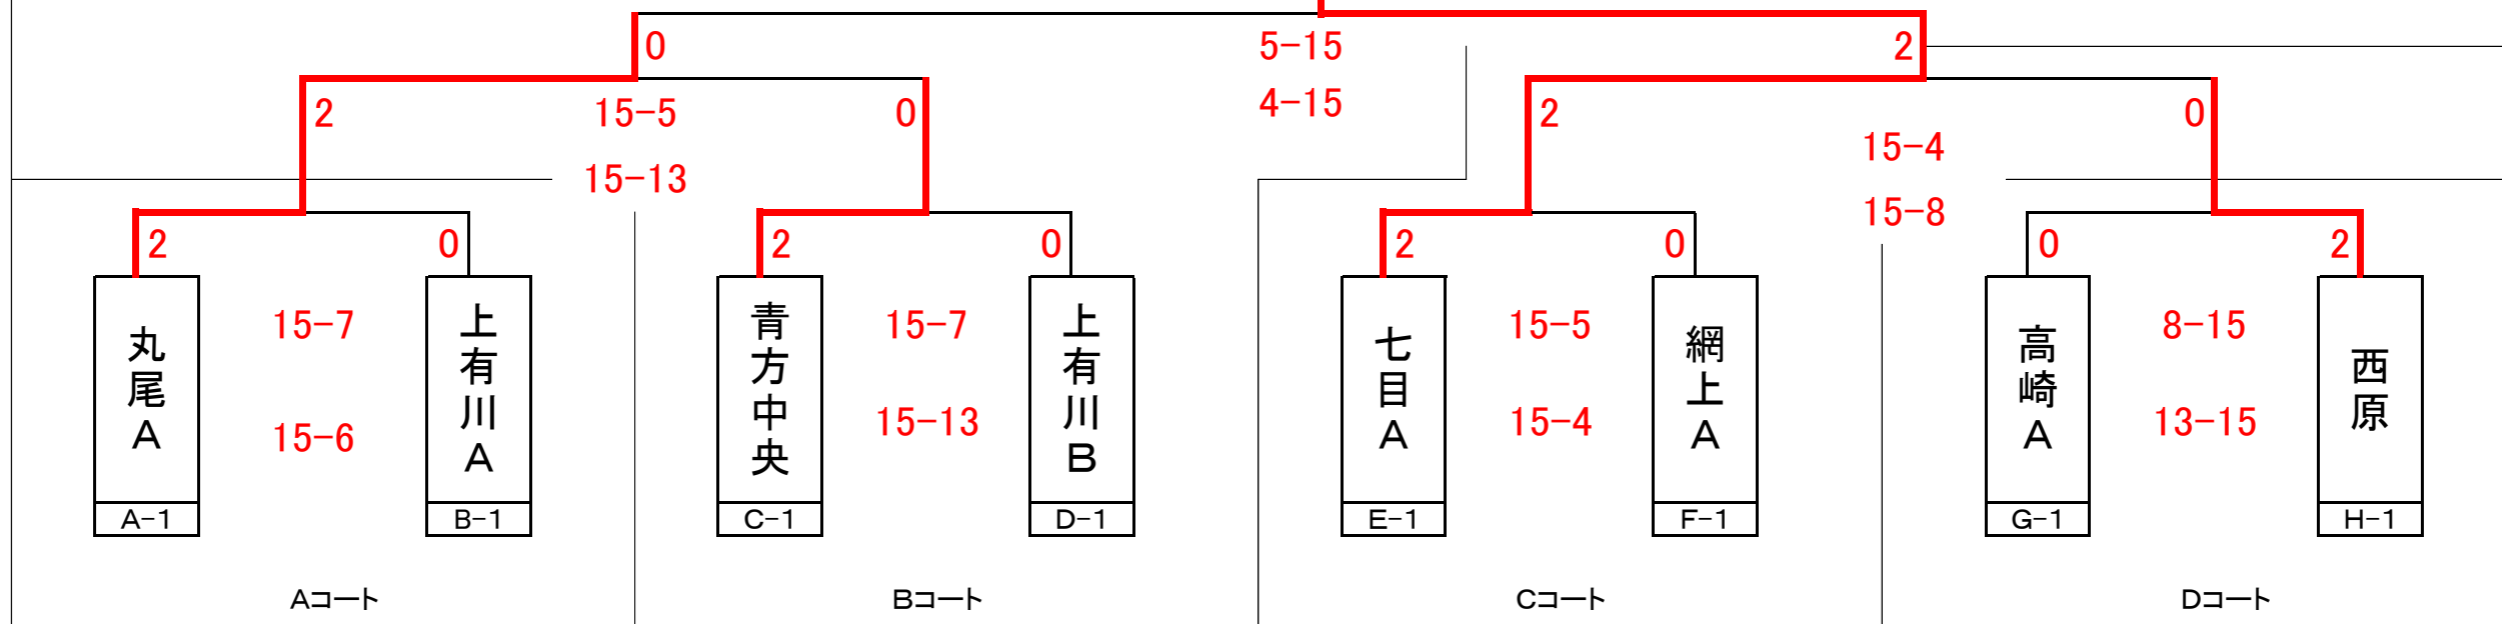 0
5-15
2
4-15
2
15-5
0
2
0
15-13
15-4
15-8
2
0
2
0
2
0
0
2
丸尾A
15-7
15-6
上有川A
青方中央
15-7
15-13
上有川B
七目A
15-5
15-4
網上A
高崎A
8-15
13-15
西原
A-1
B-1
C-1
D-1
E-1
F-1
G-1
H-1
Aコート
Bコート
Cコート
Dコート